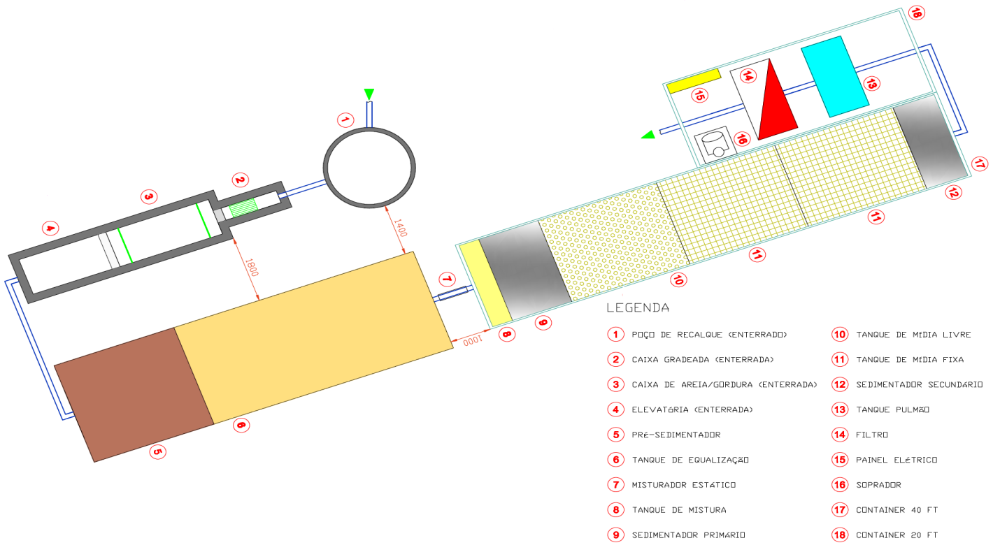 18
15
14
13
16
17
12
11
11
10
1
2
3
4
1400
1800
7
1000
8
9
6
5
LEGENDA
1 POÇO DE RECALQUE (ENTERRADO)
2 CAIXA GRADEADA (ENTERRADA)
3 CAIXA DE AREIA/GORDURA (ENTERRADA)
4 ELEVATóRIA (ENTERRADA)
5 PRé-SEDIMENTADOR
6 TANQUE DE EQUALIZAÇãO
7 MISTURADOR ESTáTICO
8 TANQUE DE MISTURA
9 SEDIMENTADOR PRIMáRIO
10 TANQUE DE MíDIA LIVRE
11 TANQUE DE MíDIA FIXA
12 SEDIMENTADOR SECUNDáRIO
13 TANQUE PULMãO
14 FILTRO
15 PAINEL ELéTRICO
16 SOPRADOR
17 CONTAINER 40 FT
18 CONTAINER 20 FT